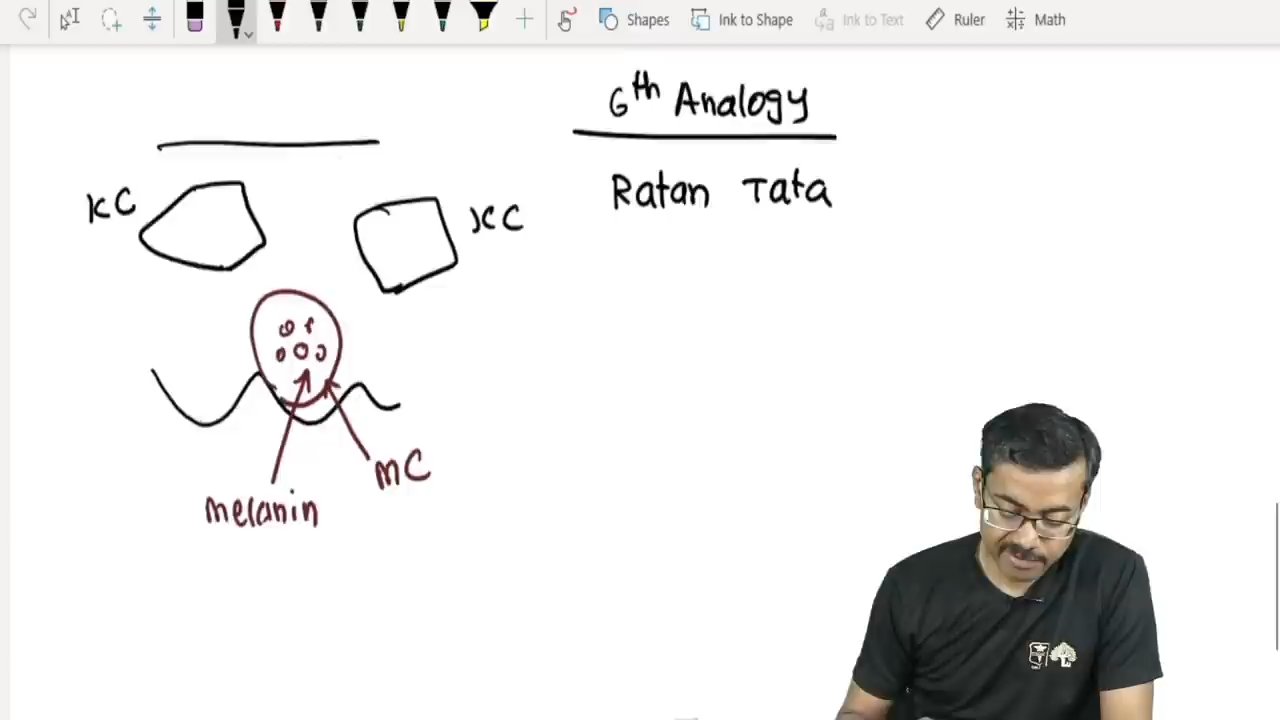 Shapes
Ink to Shape
Ink to Text
Ruler
Math
6th Analogy
Ratan Tata
KC
KC
MC
melanin